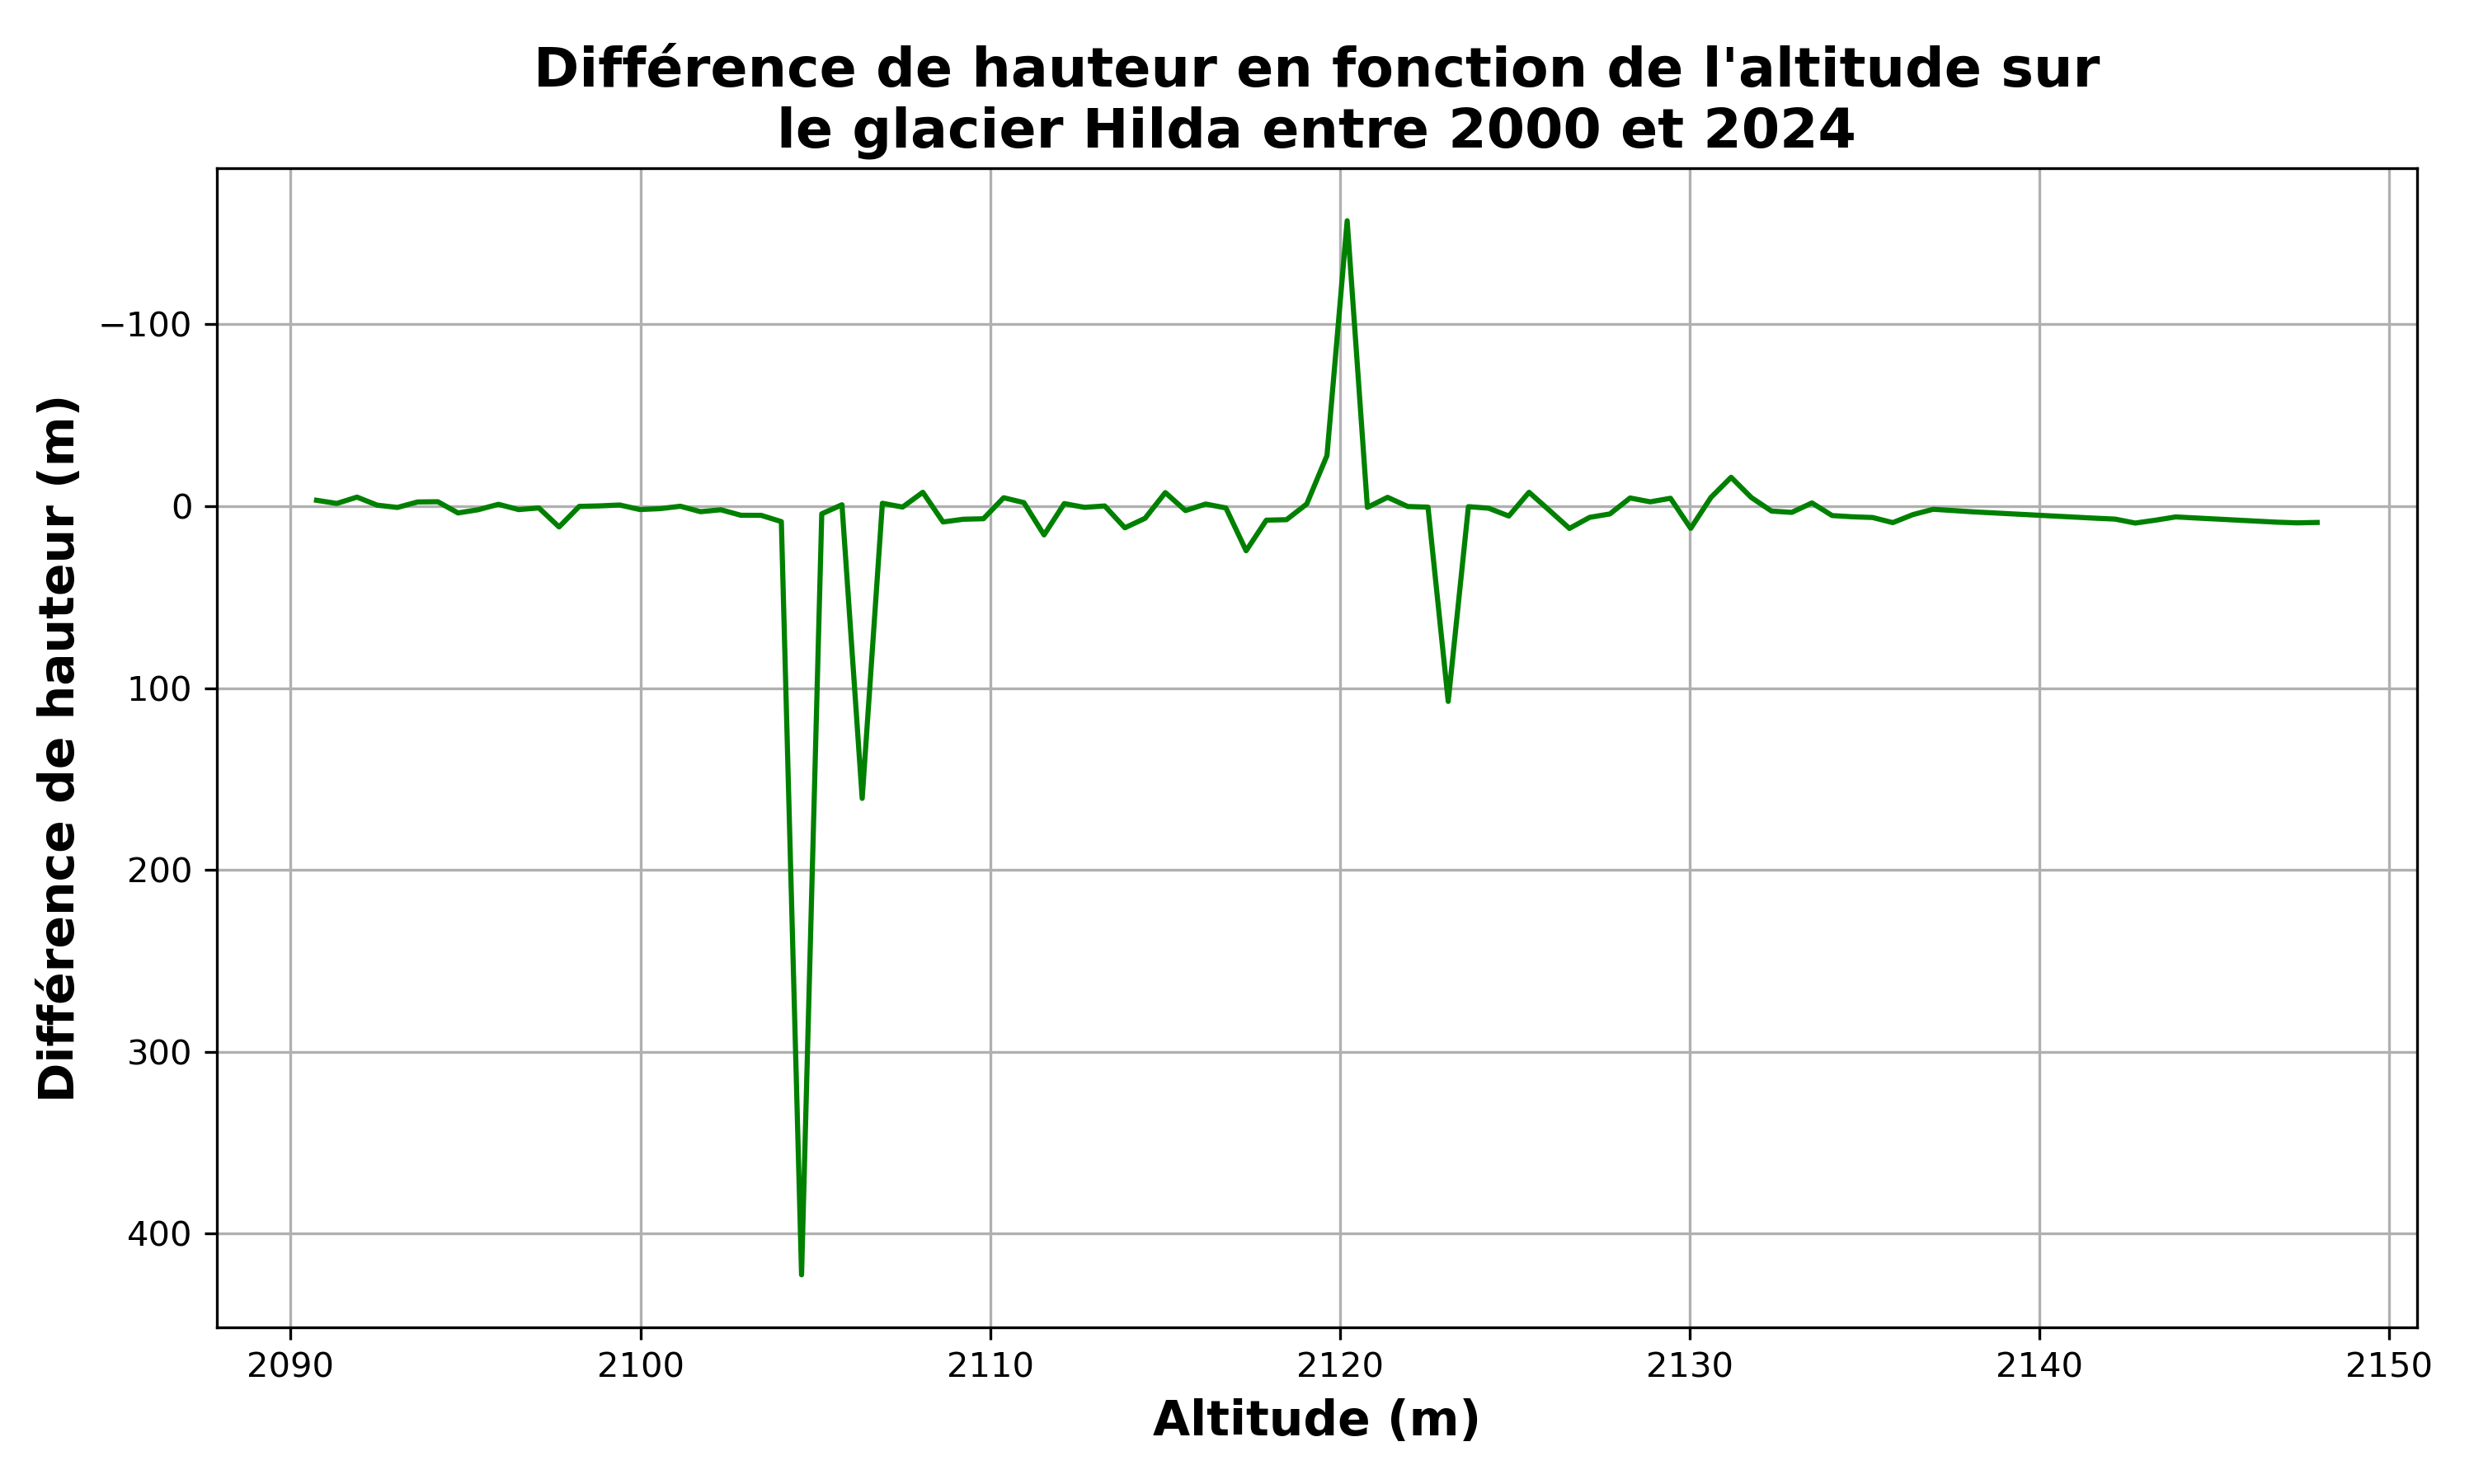 Différence de hauteur en fonction de l'altitude sur
le glacier Hilda entre 2000 et 2024
Différence de hauteur (m)
−100
0
100
200
300
400
2090 2100 2110 2120 2130 2140 2150
Altitude (m)